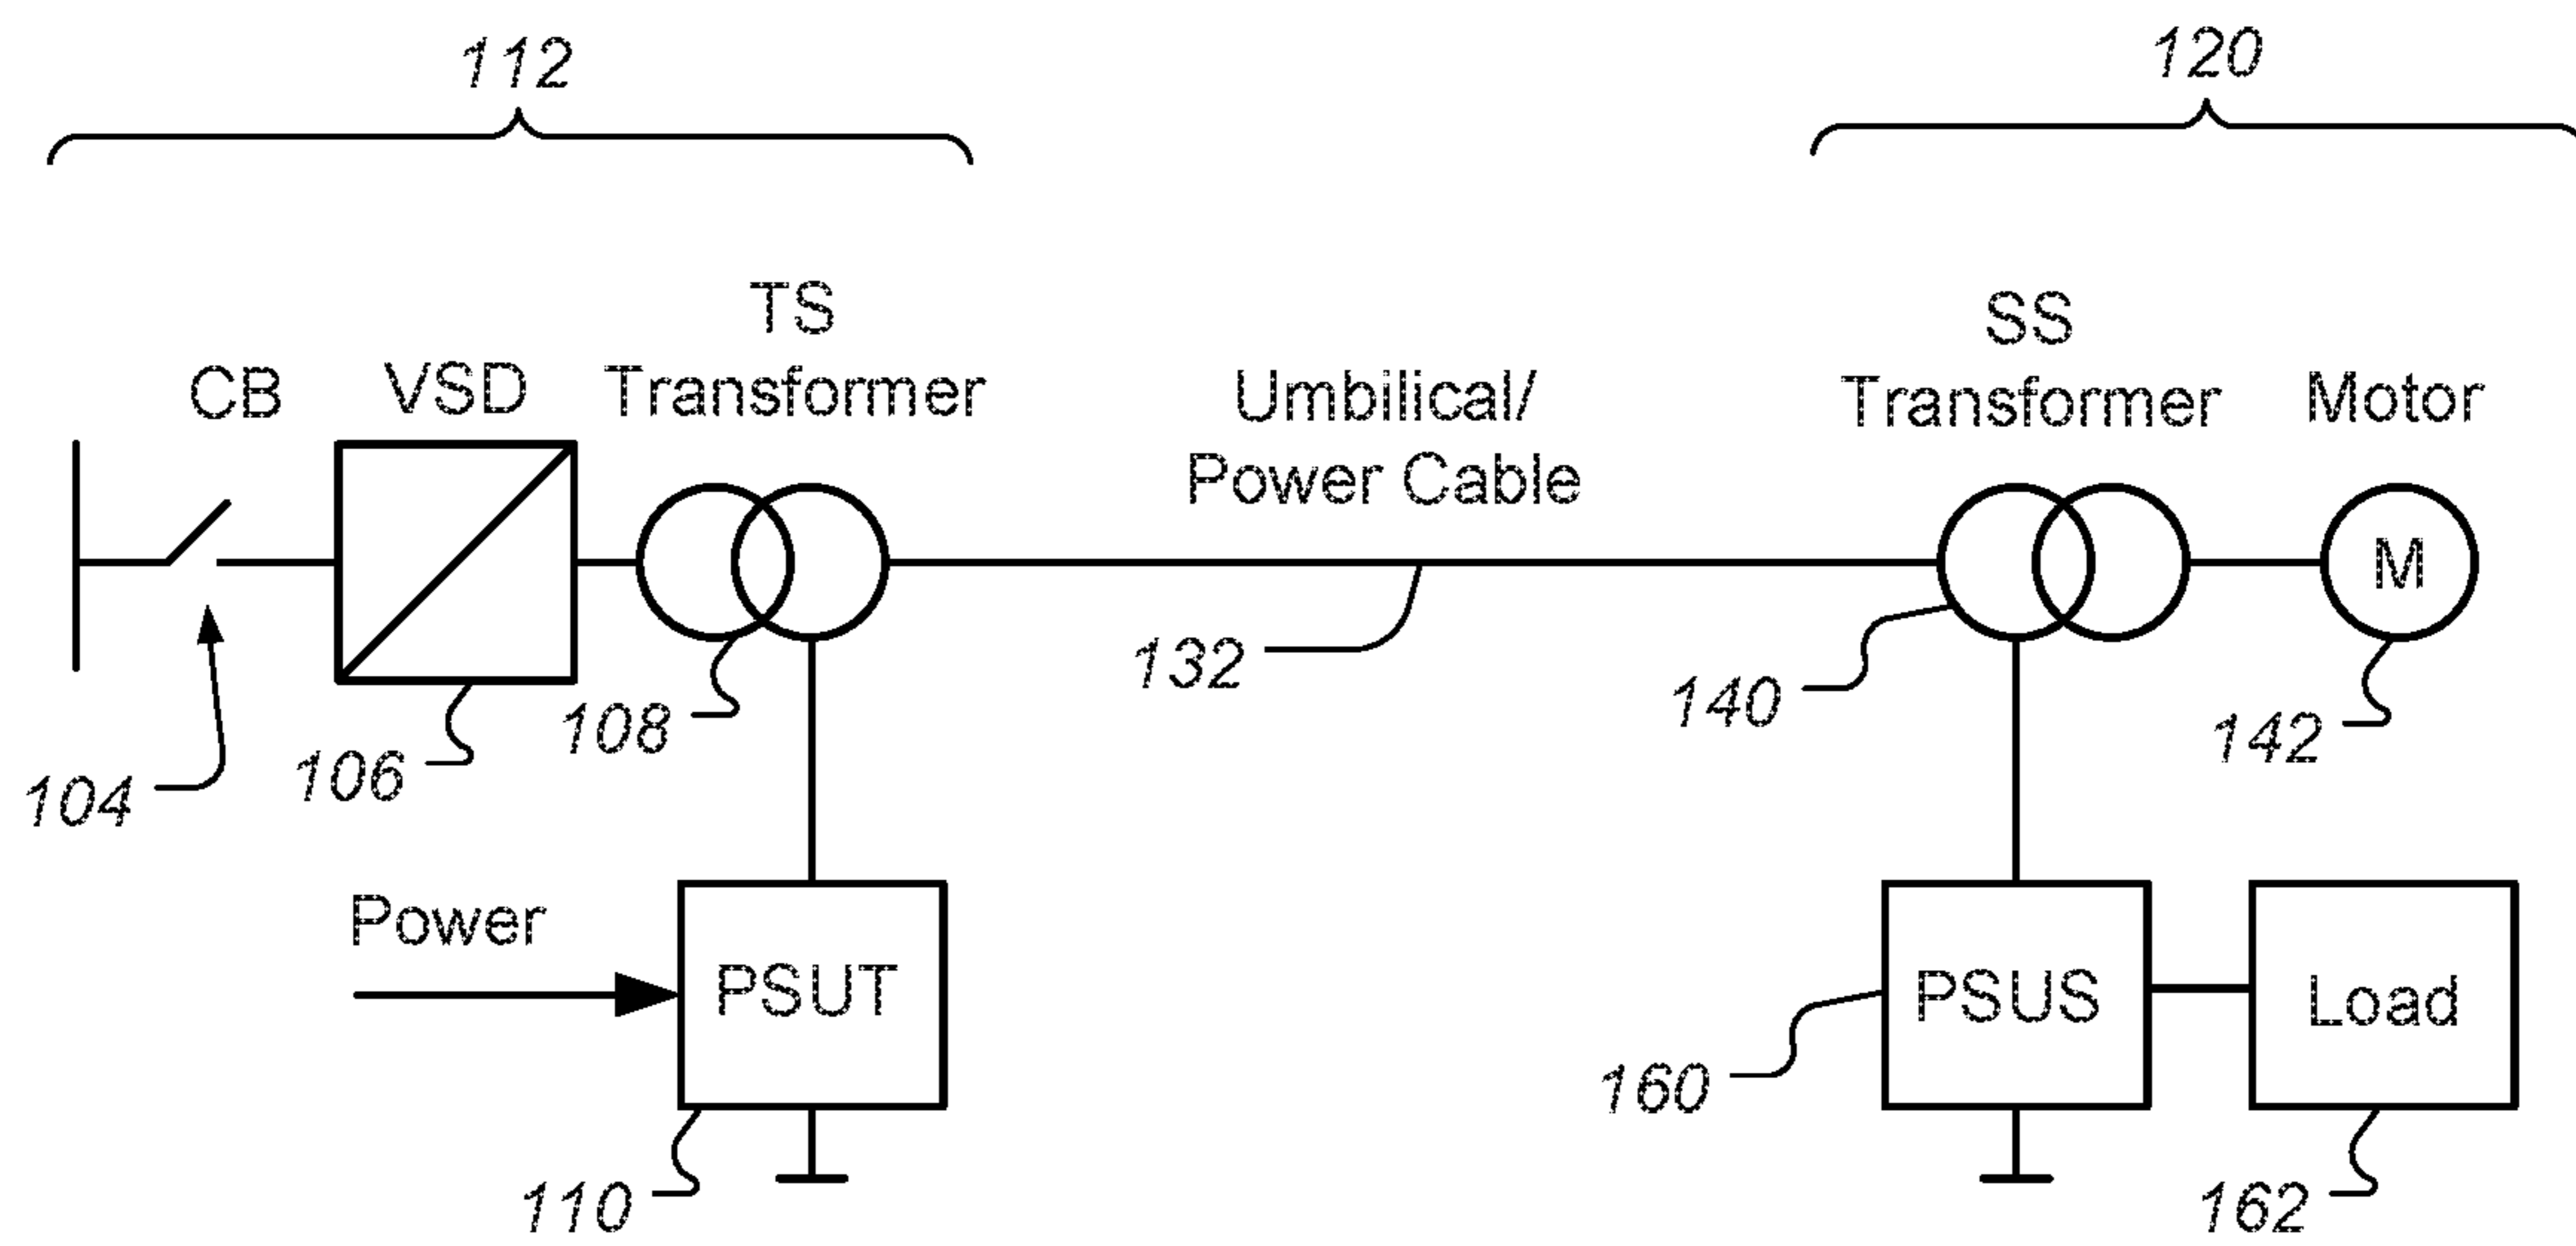 112
120
CB
VSD
TS
Transformer
Umbilical/
Power Cable
SS
Transformer
Motor
M
104
106
108
132
140
142
Power
PSUT
PSUS
Load
110
160
162